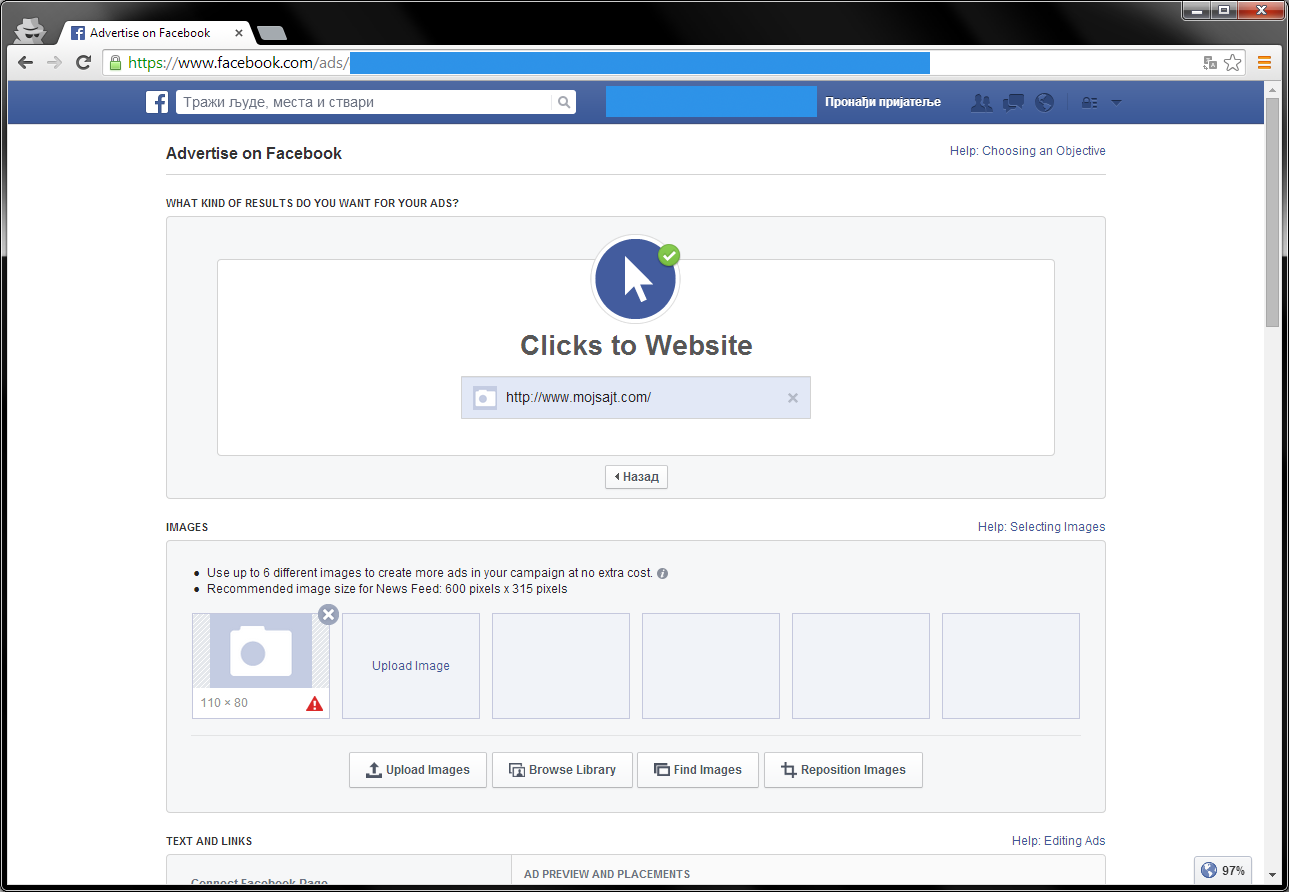 Advertise on Facebook
https://www.facebook.com/ads/
Тражи људе, места и ствари
Пронађи пријатеље
Advertise on Facebook
Help: Choosing an Objective
WHAT KIND OF RESULTS DO YOU WANT FOR YOUR ADS?
Clicks to Website
http://www.mojsajt.com/
Назад
IMAGES
Help: Selecting Images
Use up to 6 different images to create more ads in your campaign at no extra cost.
Recommended image size for News Feed: 600 pixels x 315 pixels
110 × 80
Upload Image
Upload Images
Browse Library
Find Images
Reposition Images
TEXT AND LINKS
Help: Editing Ads
Connect Facebook Page
AD PREVIEW AND PLACEMENTS
97%